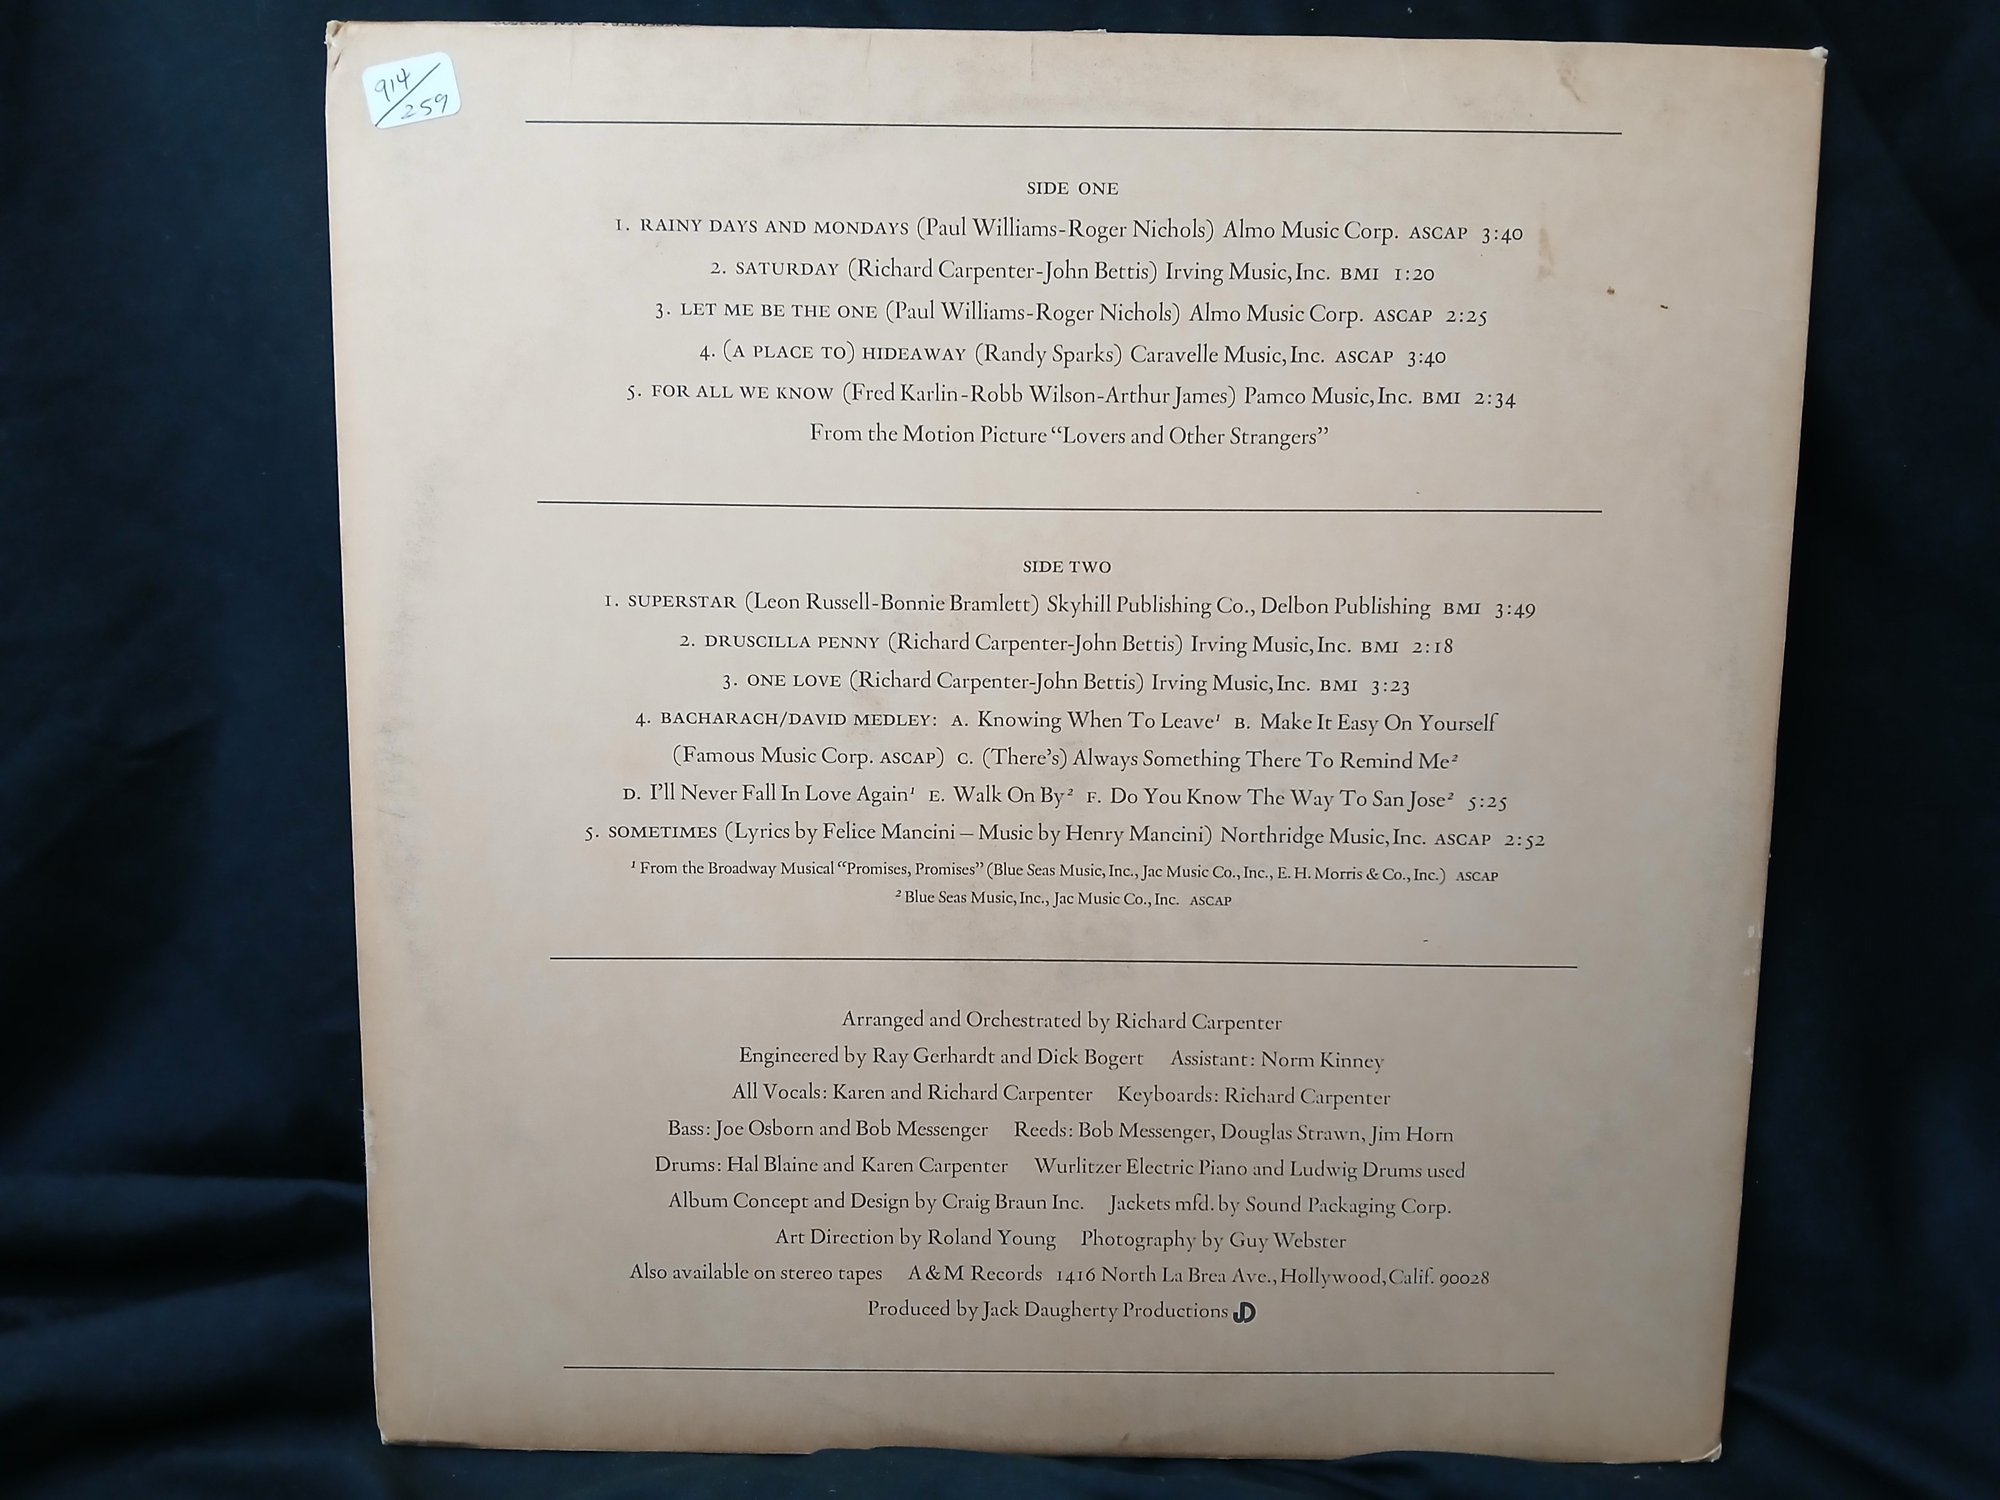 914/259
SIDE ONE
1. RAINY DAYS AND MONDAYS (Paul Williams-Roger Nichols) Almo Music Corp. ASCAP 3:40
2. SATURDAY (Richard Carpenter-John Bettis) Irving Music, Inc. BMI 1:20
3. LET ME BE THE ONE (Paul Williams-Roger Nichols) Almo Music Corp. ASCAP 2:25
4. (A PLACE TO) HIDEAWAY (Randy Sparks) Caravelle Music, Inc. ASCAP 3:40
5. FOR ALL WE KNOW (Fred Karlin-Robb Wilson-Arthur James) Pamco Music, Inc. BMI 2:34
From the Motion Picture “Lovers and Other Strangers”
SIDE TWO
1. SUPERSTAR (Leon Russell-Bonnie Bramlett) Skyhill Publishing Co., Delbon Publishing BMI 3:49
2. DRUSCILLA PENNY (Richard Carpenter-John Bettis) Irving Music, Inc. BMI 2:18
3. ONE LOVE (Richard Carpenter-John Bettis) Irving Music, Inc. BMI 3:23
4. BACHARACH/DAVID MEDLEY: A. Knowing When To Leave¹ B. Make It Easy On Yourself
(Famous Music Corp. ASCAP) C. (There’s) Always Something There To Remind Me²
D. I’ll Never Fall In Love Again¹ E. Walk On By² F. Do You Know The Way To San Jose² 5:25
5. SOMETIMES (Lyrics by Felice Mancini – Music by Henry Mancini) Northridge Music, Inc. ASCAP 2:52
¹ From the Broadway Musical “Promises, Promises” (Blue Seas Music, Inc., Jac Music Co., Inc., E. H. Morris & Co., Inc.) ASCAP
² Blue Seas Music, Inc., Jac Music Co., Inc. ASCAP
Arranged and Orchestrated by Richard Carpenter
Engineered by Ray Gerhardt and Dick Bogert Assistant: Norm Kinney
All Vocals: Karen and Richard Carpenter Keyboards: Richard Carpenter
Bass: Joe Osborn and Bob Messenger Reeds: Bob Messenger, Douglas Strawn, Jim Horn
Drums: Hal Blaine and Karen Carpenter Wurlitzer Electric Piano and Ludwig Drums used
Album Concept and Design by Craig Braun Inc. Jackets mfd. by Sound Packaging Corp.
Art Direction by Roland Young Photography by Guy Webster
Also available on stereo tapes A & M Records 1416 North La Brea Ave., Hollywood, Calif. 90028
Produced by Jack Daugherty Productions JD